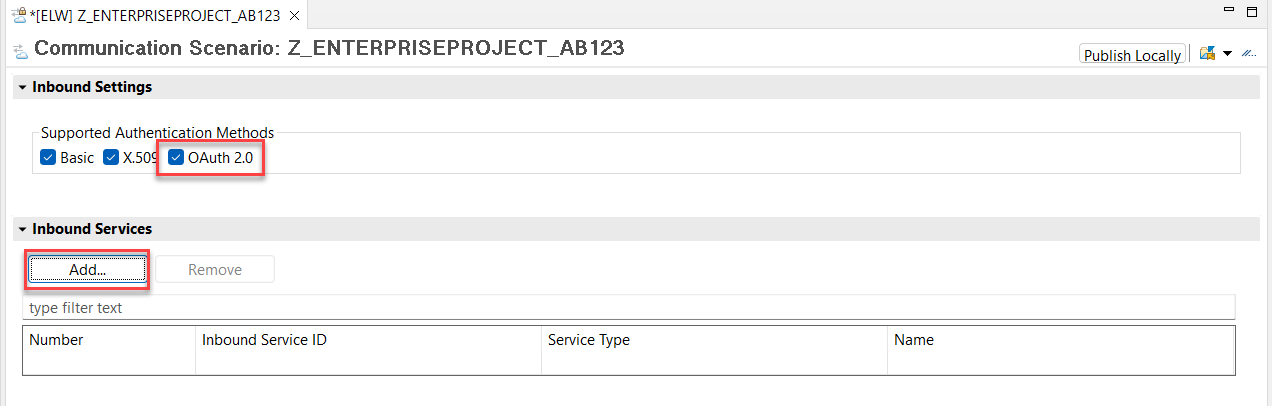 *[ELW] Z_ENTERPRISEPROJECT_AB123
Communication Scenario: Z_ENTERPRISEPROJECT_AB123
Publish Locally
Inbound Settings
Supported Authentication Methods
Basic X.509 OAuth 2.0
Inbound Services
Add... Remove
type filter text
Number Inbound Service ID Service Type Name